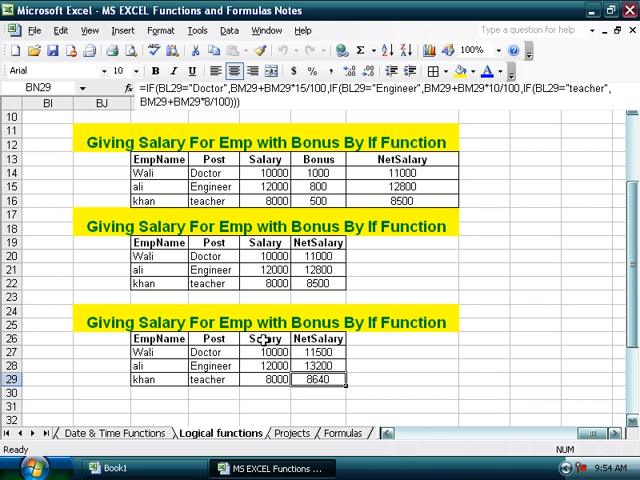 Microsoft Excel - MS EXCEL Functions and Formulas Notes
File Edit View Insert Format Tools Data Window Help
Type a question for help
Σ 100%
Arial 10 B I U $ % ,
BN29 =IF(BL29="Doctor",BM29+BM29*15/100,IF(BL29="Engineer",BM29+BM29*10/100,IF(BL29="teacher",
BM29+BM29*8/100)))
BI BJ
10
11
12 Giving Salary For Emp with Bonus By If Function
13 EmpName Post Salary Bonus NetSalary
14 Wali Doctor 10000 1000 11000
15 ali Engineer 12000 800 12800
16 khan teacher 8000 500 8500
17
18 Giving Salary For Emp with Bonus By If Function
19 EmpName Post Salary NetSalary
20 Wali Doctor 10000 11000
21 ali Engineer 12000 12800
22 khan teacher 8000 8500
23
24
25 Giving Salary For Emp with Bonus By If Function
26 EmpName Post Salary NetSalary
27 Wali Doctor 10000 11500
28 ali Engineer 12000 13200
29 khan teacher 8000 8640
30
31
32
Date & Time Functions Logical functions Projects Formulas
Ready NUM
start Book1 MS EXCEL Functions ... 9:54 AM